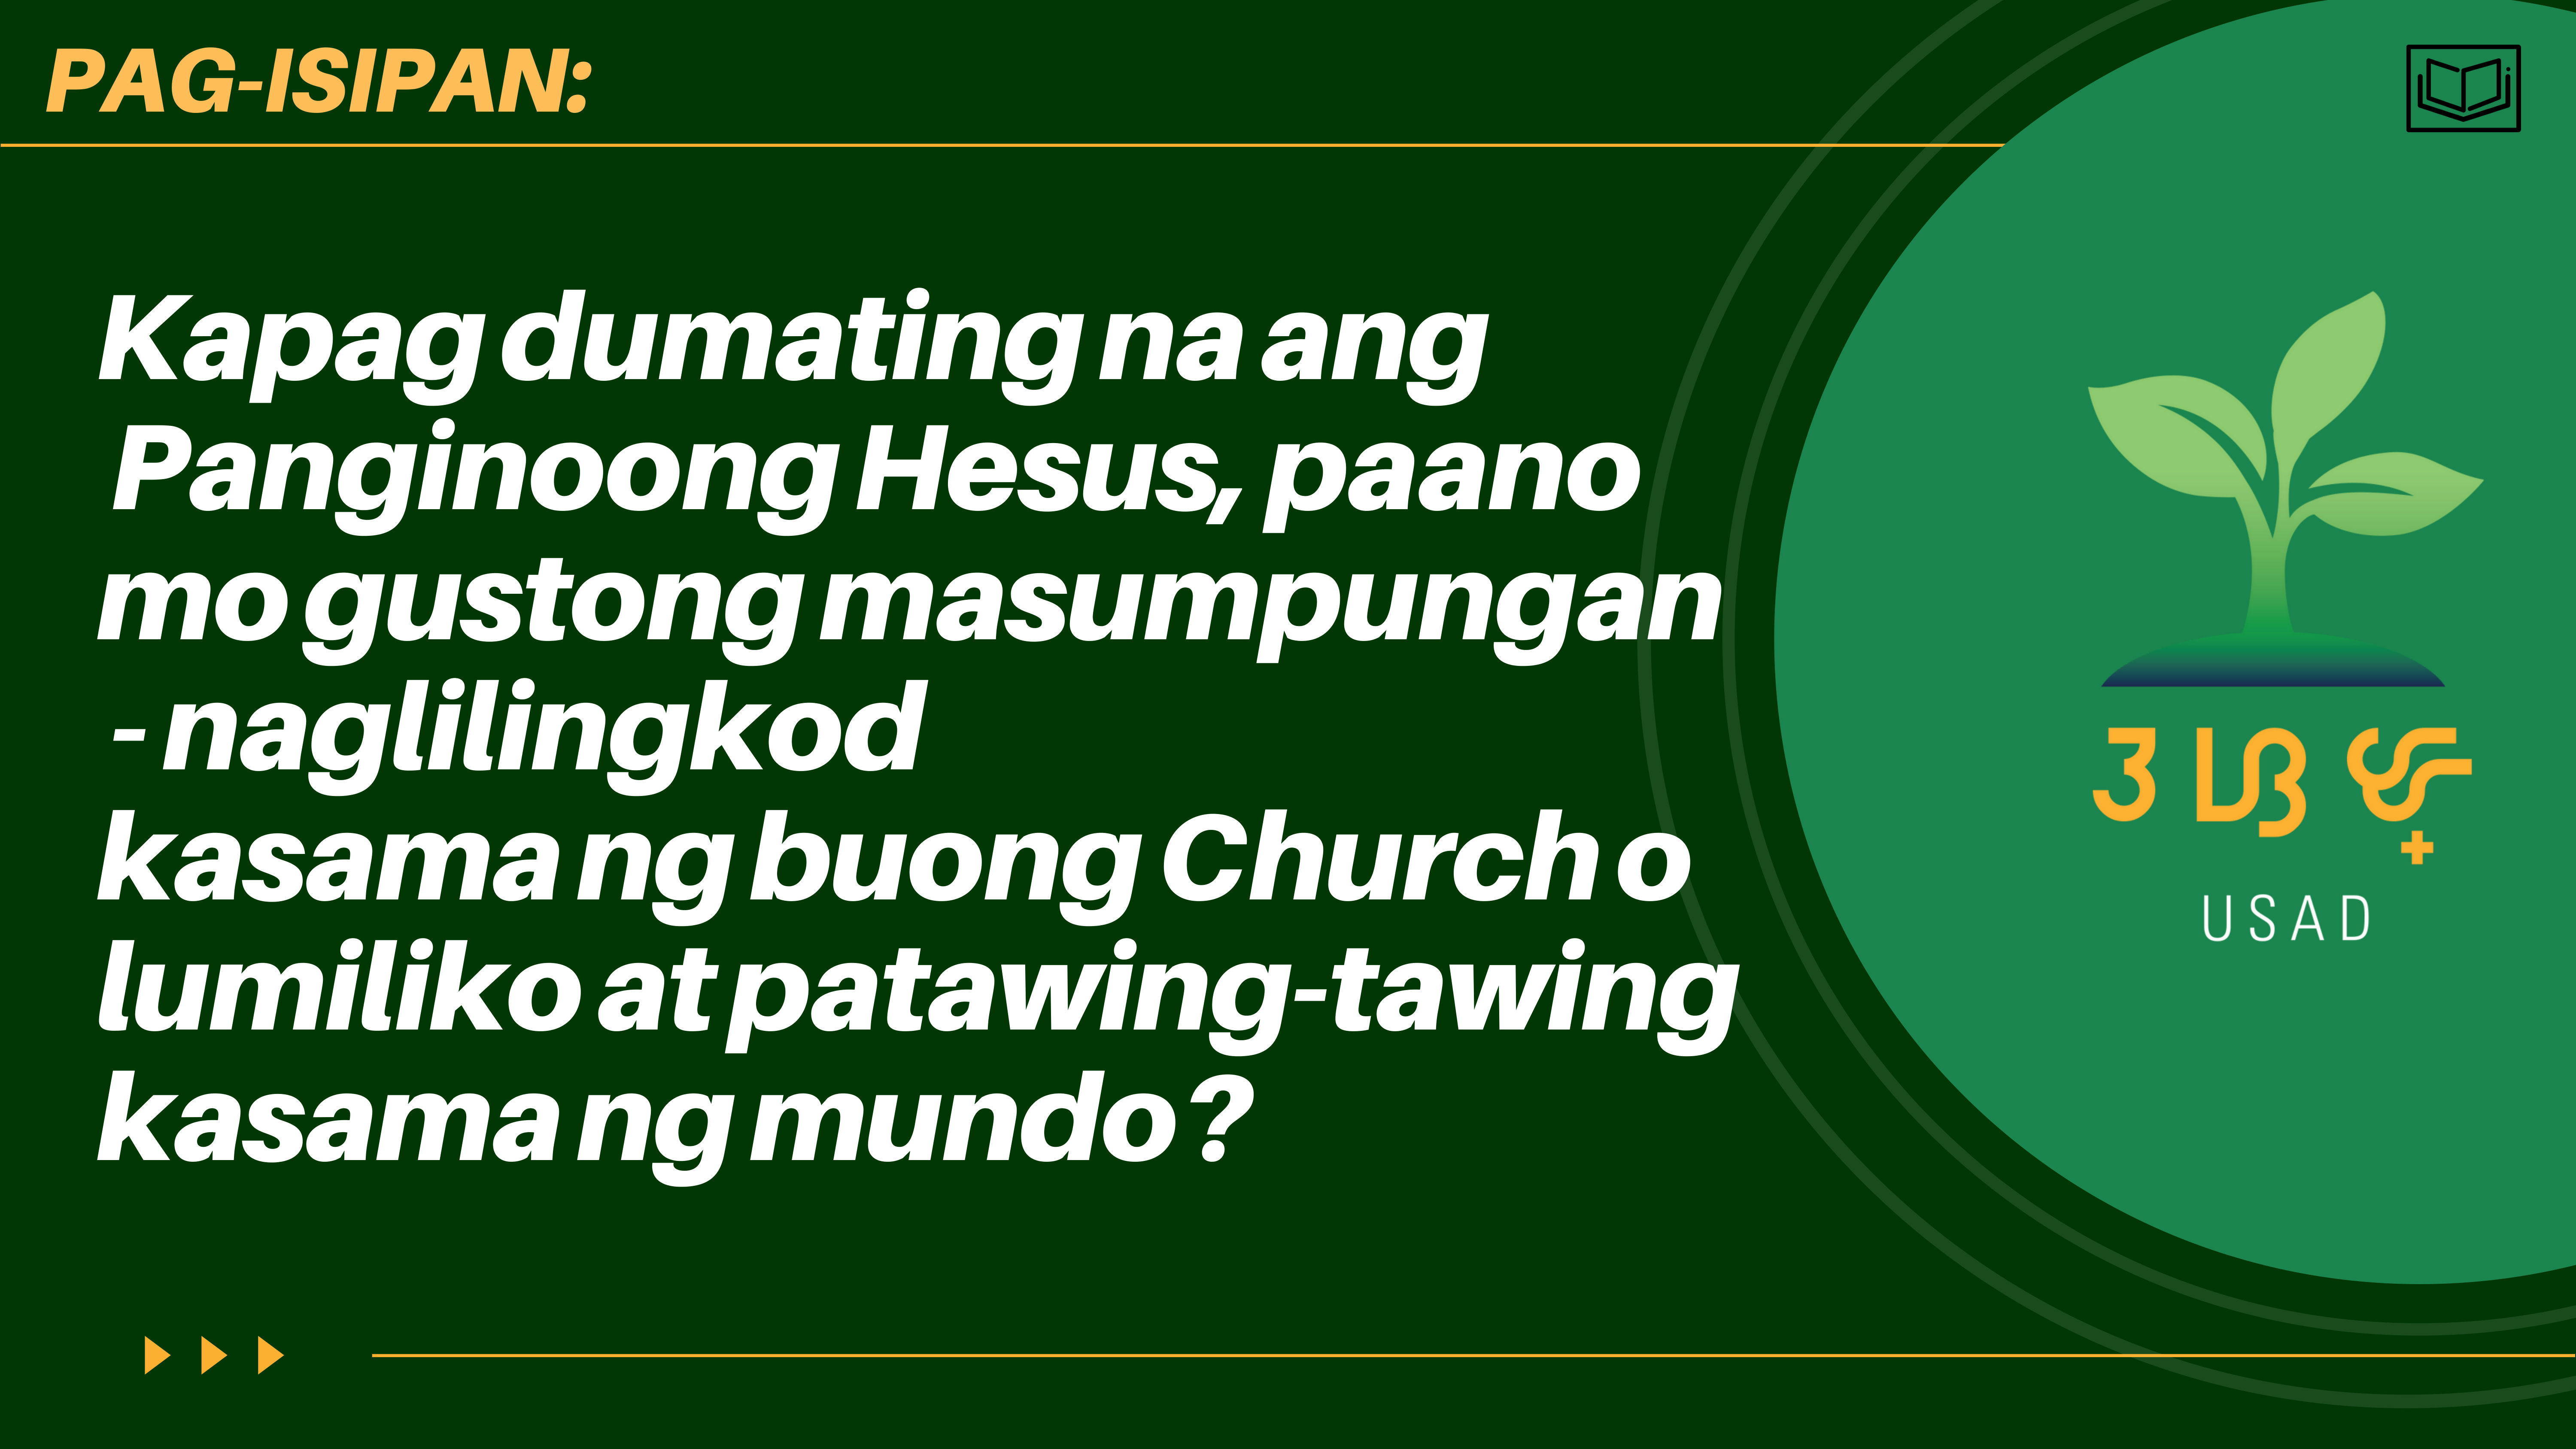 PAG-ISIPAN:
Kapag dumating na ang
Panginoong Hesus, paano
mo gustong masumpungan
- naglilingkod
kasama ng buong Church o
lumiliko at patawing-tawing
kasama ng mundo?
ᜂ ᜐ ᜇ᜔
USAD